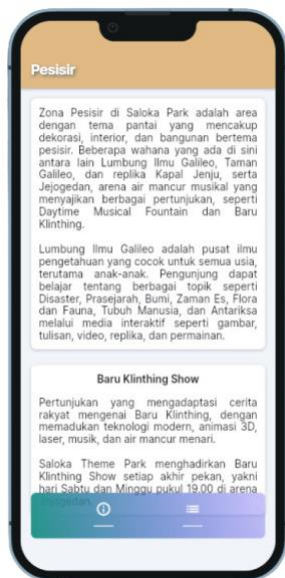 Pesisir
Zona Pesisir di Saloka Park adalah area
dengan tema pantai yang mencakup
dekorasi, interior, dan bangunan bertema
pesisir. Beberapa wahana yang ada di sini
antara lain Lumbung Ilmu Galileo, Taman
Galileo, dan replika Kapal Jenju, serta
Jejogedan, arena air mancur musikal yang
menyajikan berbagai pertunjukan, seperti
Daytime Musical Fountain dan Baru
Klinthing.
Lumbung Ilmu Galileo adalah pusat ilmu
pengetahuan yang cocok untuk semua usia,
terutama anak-anak. Pengunjung dapat
belajar tentang berbagai topik seperti
Disaster, Prasejarah, Bumi, Zaman Es, Flora
dan Fauna, Tubuh Manusia, dan Antariksa
melalui media interaktif seperti gambar,
tulisan, video, replika, dan permainan.
Baru Klinthing Show
Pertunjukan yang mengadaptasi cerita
rakyat mengenai Baru Klinthing, dengan
memadukan teknologi modern, animasi 3D,
laser, musik, dan air mancur menari.
Saloka Theme Park menghadirkan Baru
Klinthing Show setiap akhir pekan, yakni
hari Sabtu dan Minggu pukul 19.00 di arena